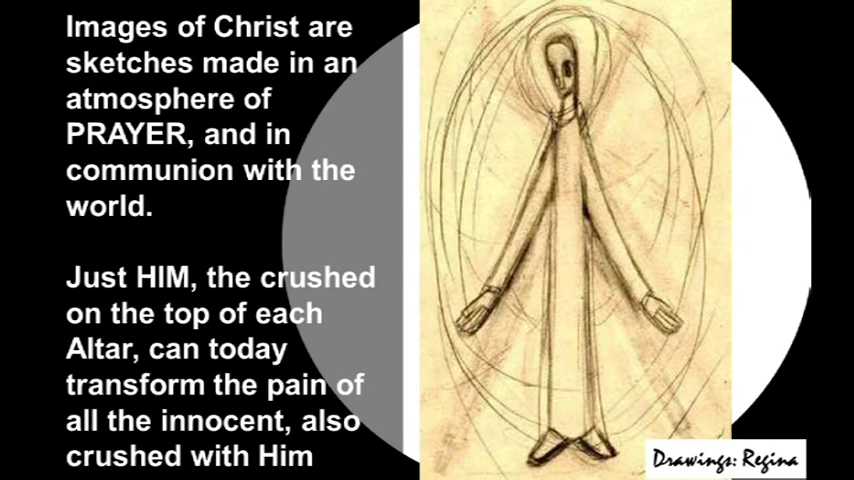 Images of Christ are
sketches made in an
atmosphere of
PRAYER, and in
communion with the
world.
Just HIM, the crushed
on the top of each
Altar, can today
transform the pain of
all the innocent, also
crushed with Him
Drawings: Regina